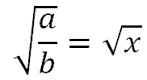 √(a/b) = √x